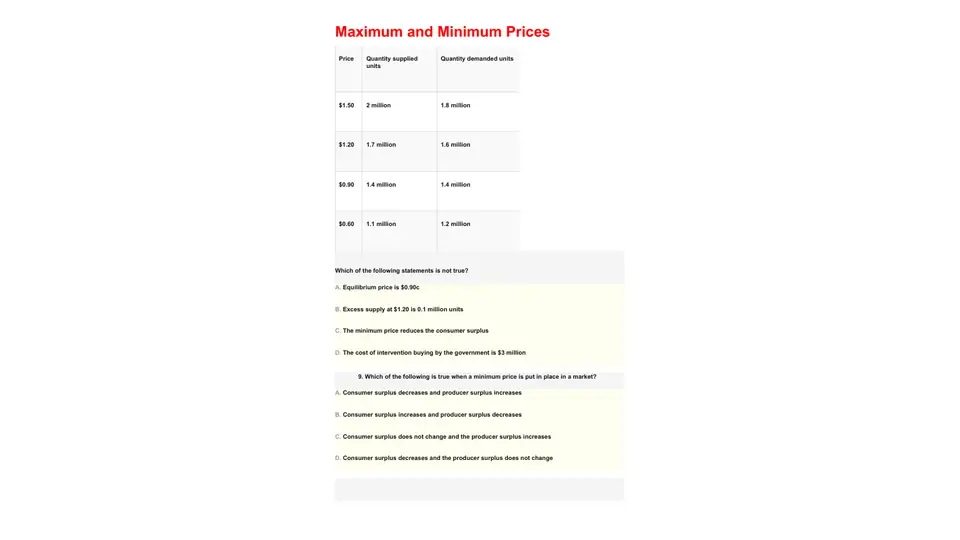 Maximum and Minimum Prices
Price Quantity supplied Quantity demanded units
units
$1.50 2 million 1.8 million
$1.20 1.7 million 1.6 million
$0.90 1.4 million 1.4 million
$0.60 1.1 million 1.2 million
Which of the following statements is not true?
A. Equilibrium price is $0.90c
B. Excess supply at $1.20 is 0.1 million units
C. The minimum price reduces the consumer surplus
D. The cost of intervention buying by the government is $3 million
9. Which of the following is true when a minimum price is put in place in a market?
A. Consumer surplus decreases and producer surplus increases
B. Consumer surplus increases and producer surplus decreases
C. Consumer surplus does not change and the producer surplus increases
D. Consumer surplus decreases and the producer surplus does not change